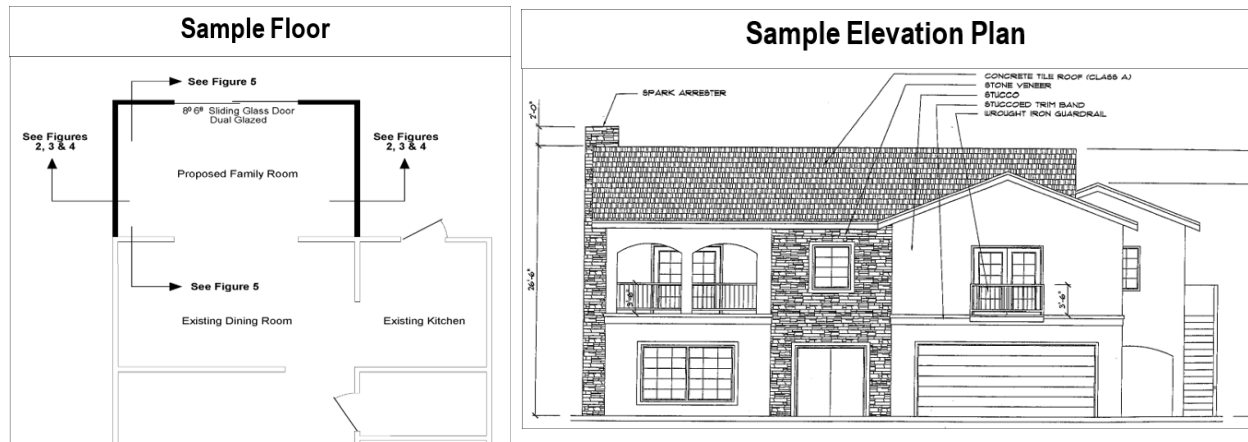 Sample Floor
See Figure 5
8⁰ 6⁸ Sliding Glass Door
Dual Glazed
See Figures
2, 3 & 4
See Figures
2, 3 & 4
Proposed Family Room
See Figure 5
Existing Dining Room
Existing Kitchen
Sample Elevation Plan
SPARK ARRESTER
CONCRETE TILE ROOF (CLASS A)
STONE VENEER
STUCCO
STUCCOED TRIM BAND
WROUGHT IRON GUARDRAIL
2'-0"
26'-6"
3'-6"
3'-6"